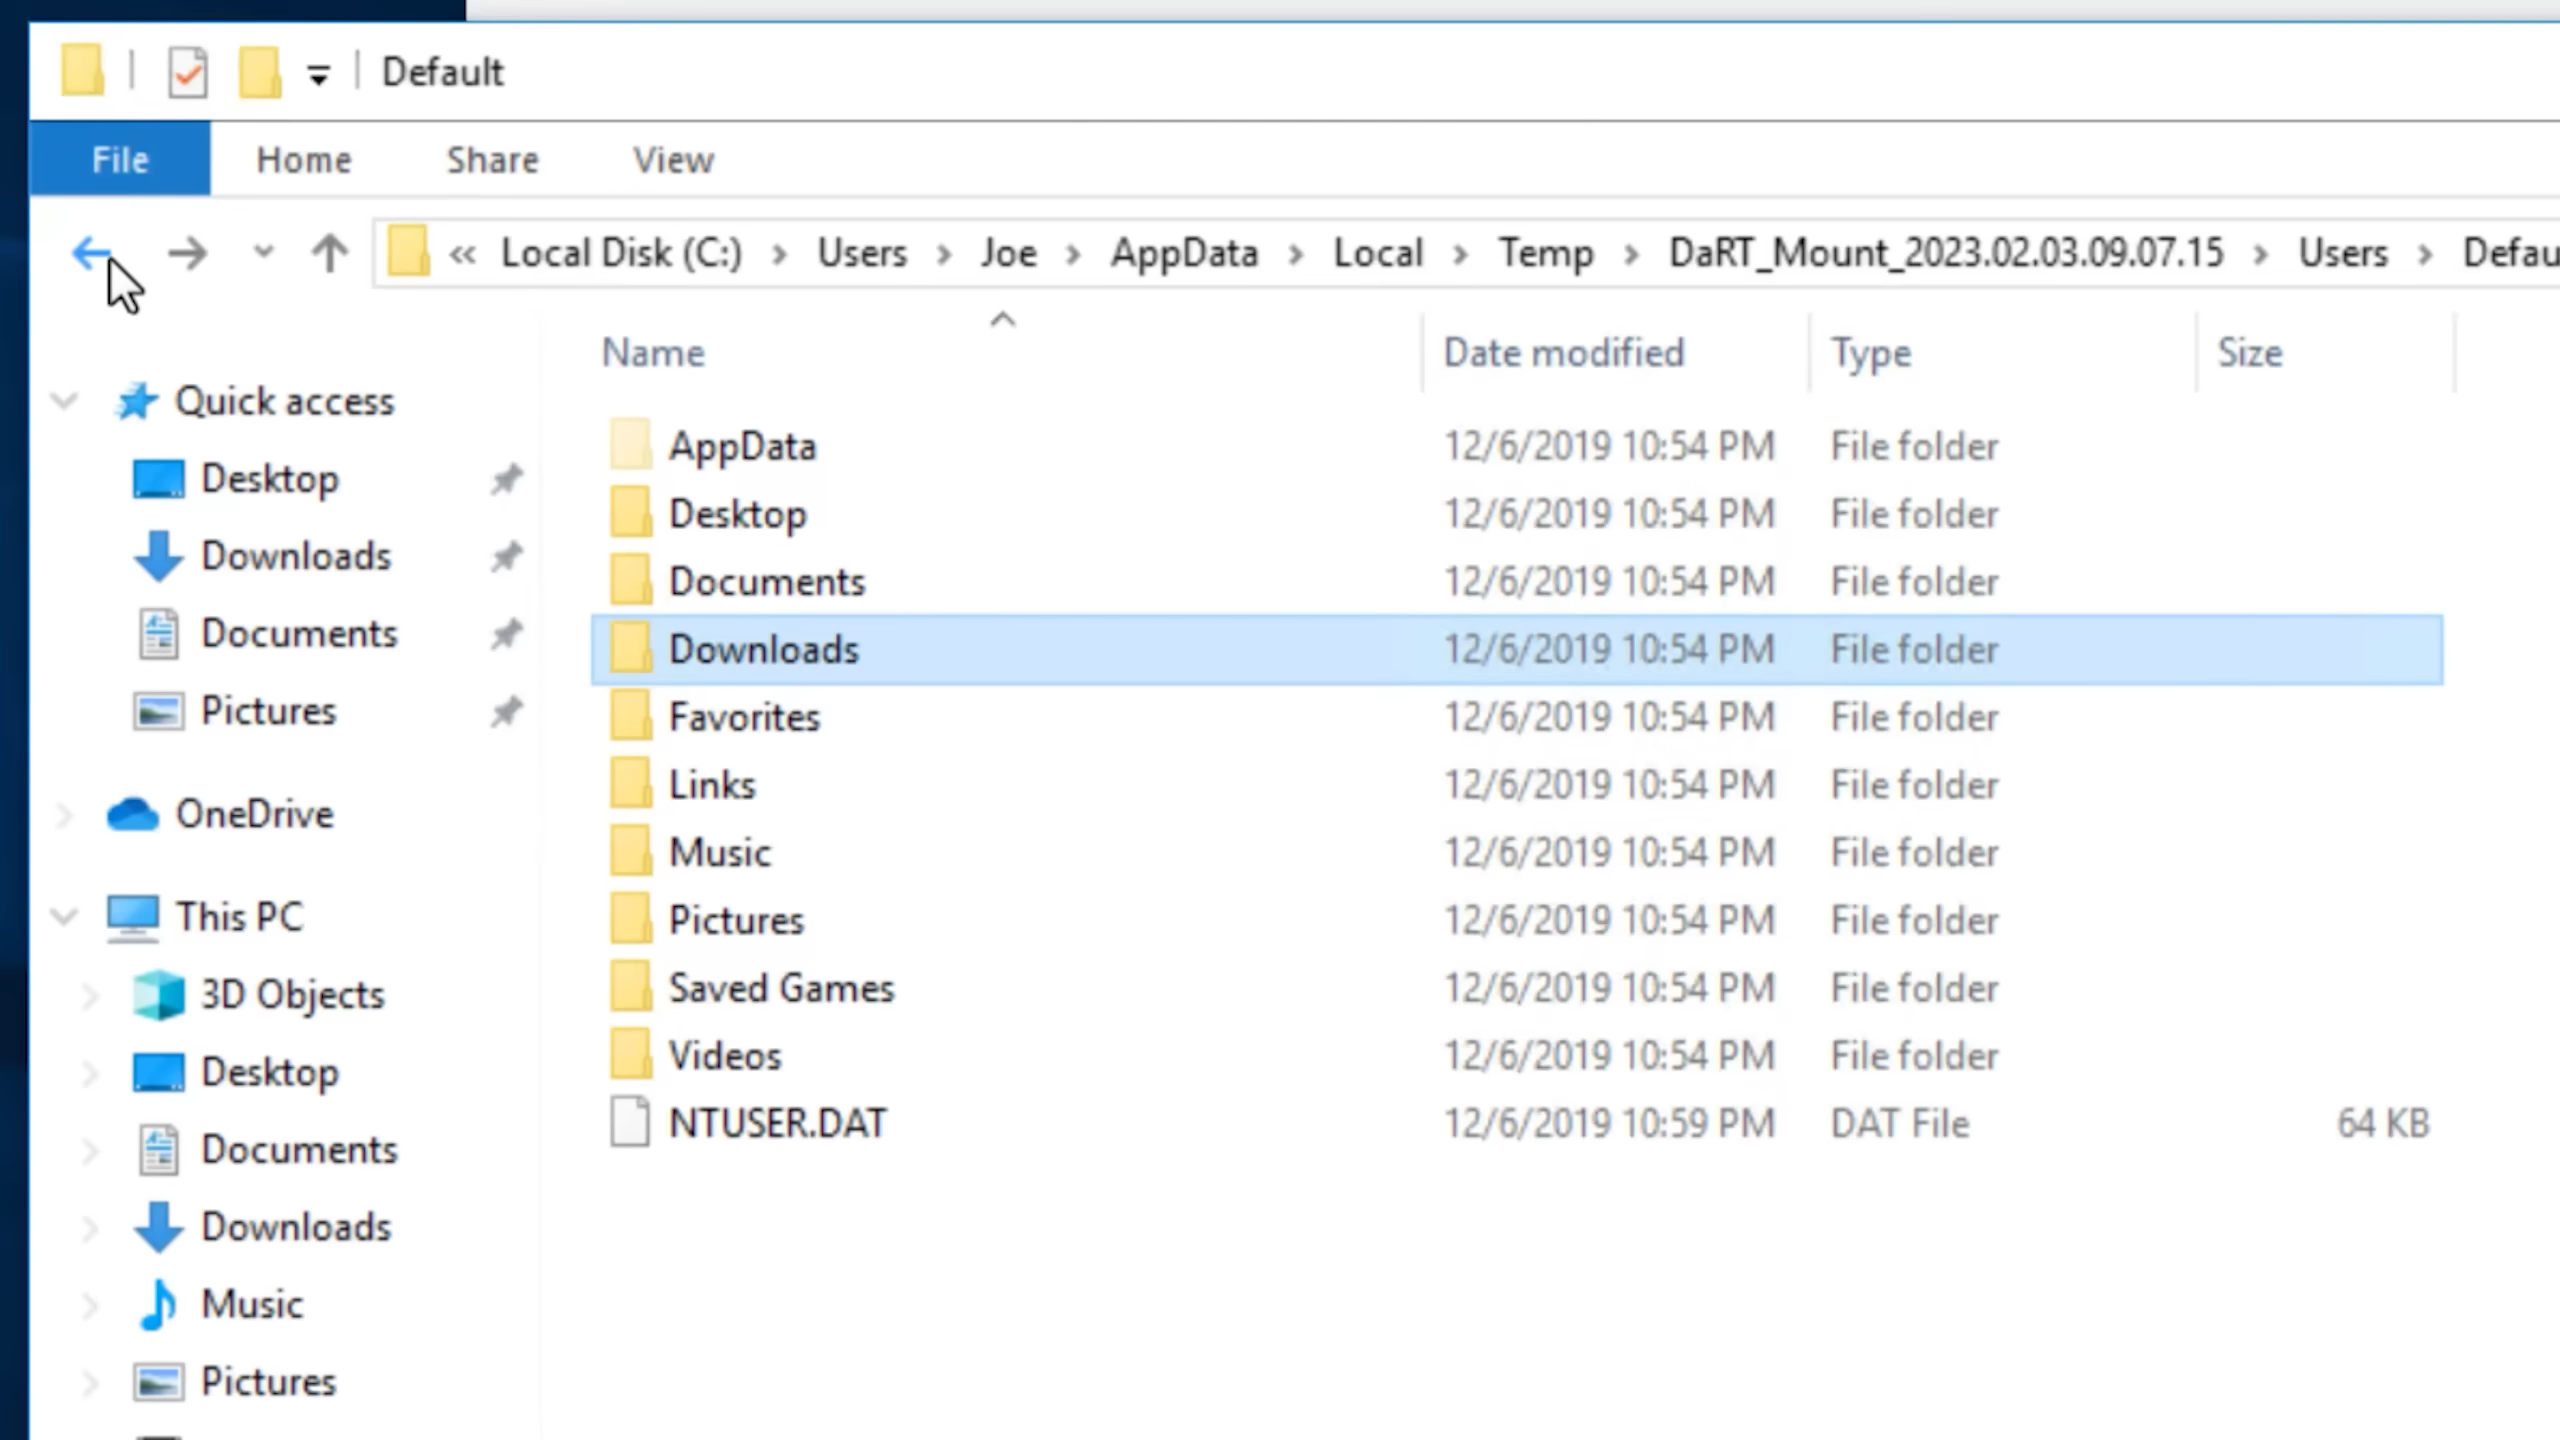 Default
File Home Share View
« Local Disk (C:) > Users > Joe > AppData > Local > Temp > DaRT_Mount_2023.02.03.09.07.15 > Users > Defau
Name Date modified Type Size
Quick access
Desktop
Downloads
Documents
Pictures
OneDrive
This PC
3D Objects
Desktop
Documents
Downloads
Music
Pictures
AppData 12/6/2019 10:54 PM File folder
Desktop 12/6/2019 10:54 PM File folder
Documents 12/6/2019 10:54 PM File folder
Downloads 12/6/2019 10:54 PM File folder
Favorites 12/6/2019 10:54 PM File folder
Links 12/6/2019 10:54 PM File folder
Music 12/6/2019 10:54 PM File folder
Pictures 12/6/2019 10:54 PM File folder
Saved Games 12/6/2019 10:54 PM File folder
Videos 12/6/2019 10:54 PM File folder
NTUSER.DAT 12/6/2019 10:59 PM DAT File 64 KB